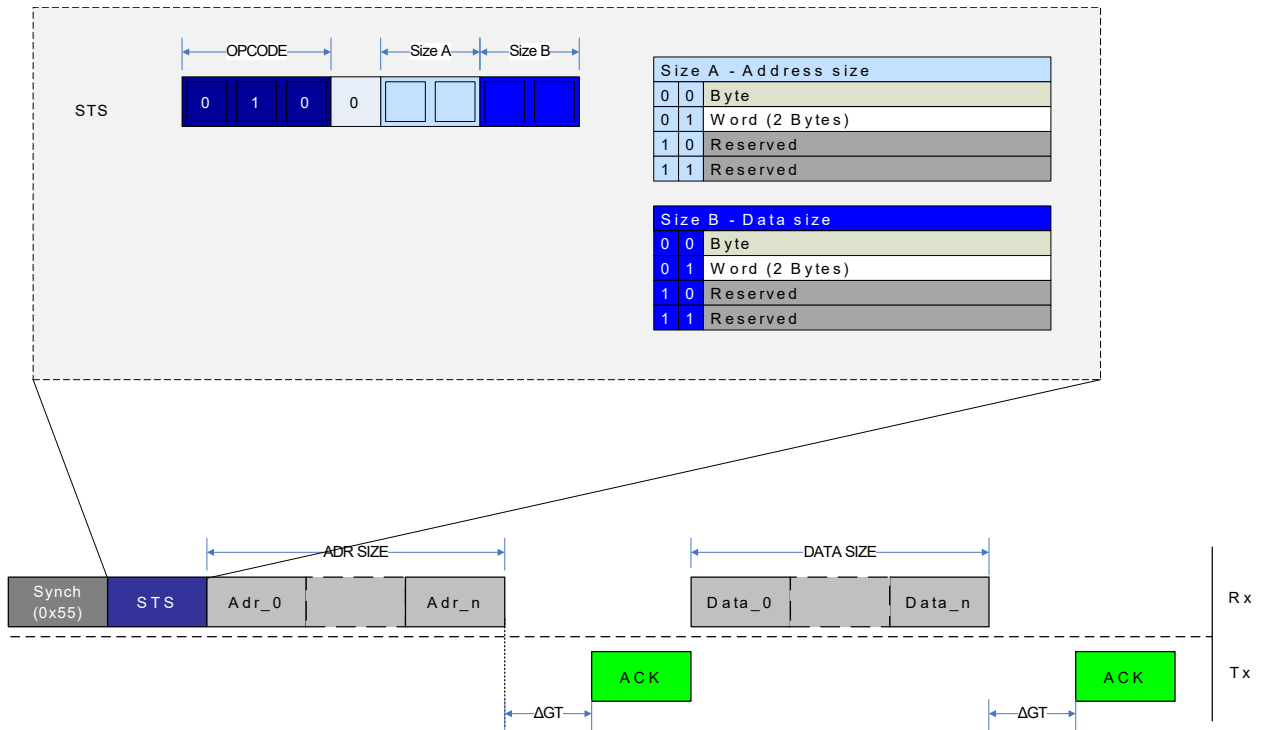 OPCODE Size A Size B
STS 0 1 0 0
Size A - Address size
0 0 Byte
0 1 Word (2 Bytes)
1 0 Reserved
1 1 Reserved
Size B - Data size
0 0 Byte
0 1 Word (2 Bytes)
1 0 Reserved
1 1 Reserved
ADR SIZE DATA SIZE
Synch
(0x55)
STS Adr_0 Adr_n Data_0 Data_n Rx
ACK ACK Tx
ΔGT ΔGT